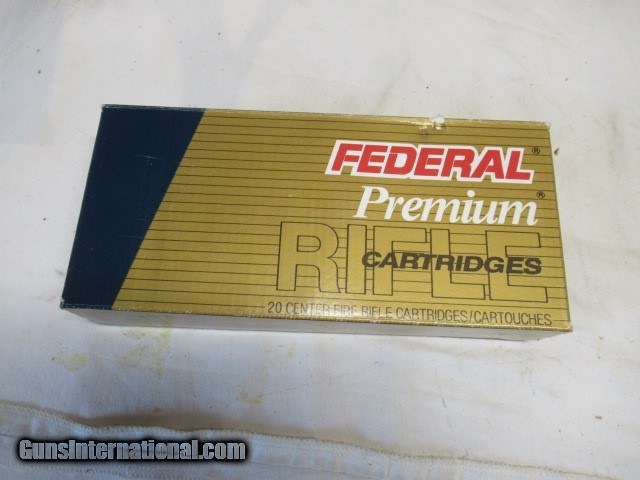 FEDERAL®
Premium®
RIFLE
CARTRIDGES
20 CENTER FIRE RIFLE CARTRIDGES/CARTOUCHES
GunsInternational.com